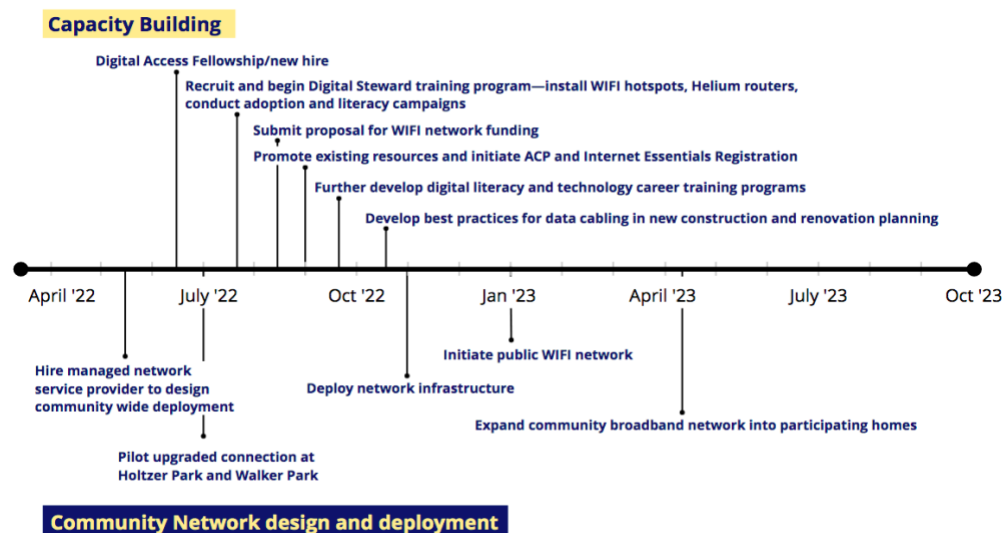 Capacity Building
Digital Access Fellowship/new hire
Recruit and begin Digital Steward training program—install WIFI hotspots, Helium routers,
conduct adoption and literacy campaigns
Submit proposal for WIFI network funding
Promote existing resources and initiate ACP and Internet Essentials Registration
Further develop digital literacy and technology career training programs
Develop best practices for data cabling in new construction and renovation planning
April '22 July '22 Oct '22 Jan '23 April '23 July '23 Oct '23
Initiate public WIFI network
Hire managed network
service provider to design
community wide deployment
Deploy network infrastructure
Expand community broadband network into participating homes
Pilot upgraded connection at
Holtzer Park and Walker Park
Community Network design and deployment